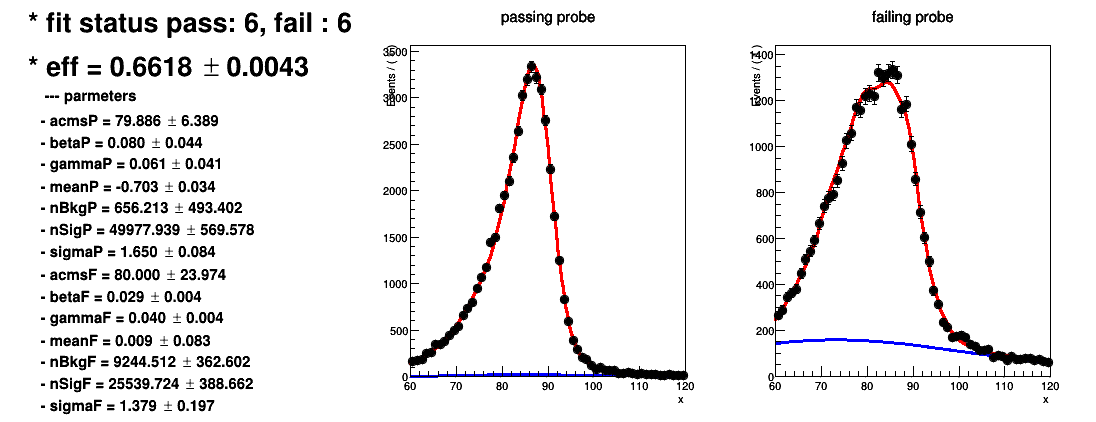 * fit status pass: 6, fail : 6
* eff = 0.6618 ± 0.0043
--- parmeters
- acmsP = 79.886 ± 6.389
- betaP = 0.080 ± 0.044
- gammaP = 0.061 ± 0.041
- meanP = -0.703 ± 0.034
- nBkgP = 656.213 ± 493.402
- nSigP = 49977.939 ± 569.578
- sigmaP = 1.650 ± 0.084
- acmsF = 80.000 ± 23.974
- betaF = 0.029 ± 0.004
- gammaF = 0.040 ± 0.004
- meanF = 0.009 ± 0.083
- nBkgF = 9244.512 ± 362.602
- nSigF = 25539.724 ± 388.662
- sigmaF = 1.379 ± 0.197
passing probe
Events / ( 1 )
3500
3000
2500
2000
1500
1000
500
0
60 70 80 90 100 110 120
x
failing probe
Events / ( 1 )
1400
1200
1000
800
600
400
200
0
60 70 80 90 100 110 120
x